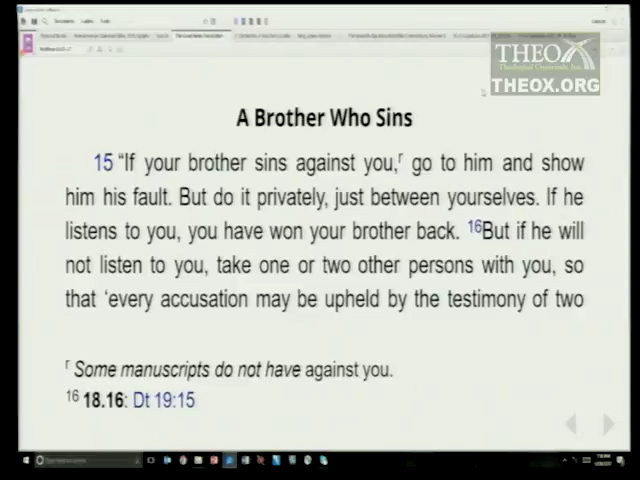 THEOX
THEOX.ORG
A Brother Who Sins
15 “If your brother sins against you,r go to him and show
him his fault. But do it privately, just between yourselves. If he
listens to you, you have won your brother back. 16But if he will
not listen to you, take one or two other persons with you, so
that ‘every accusation may be upheld by the testimony of two
r Some manuscripts do not have against you.
16 18.16: Dt 19:15